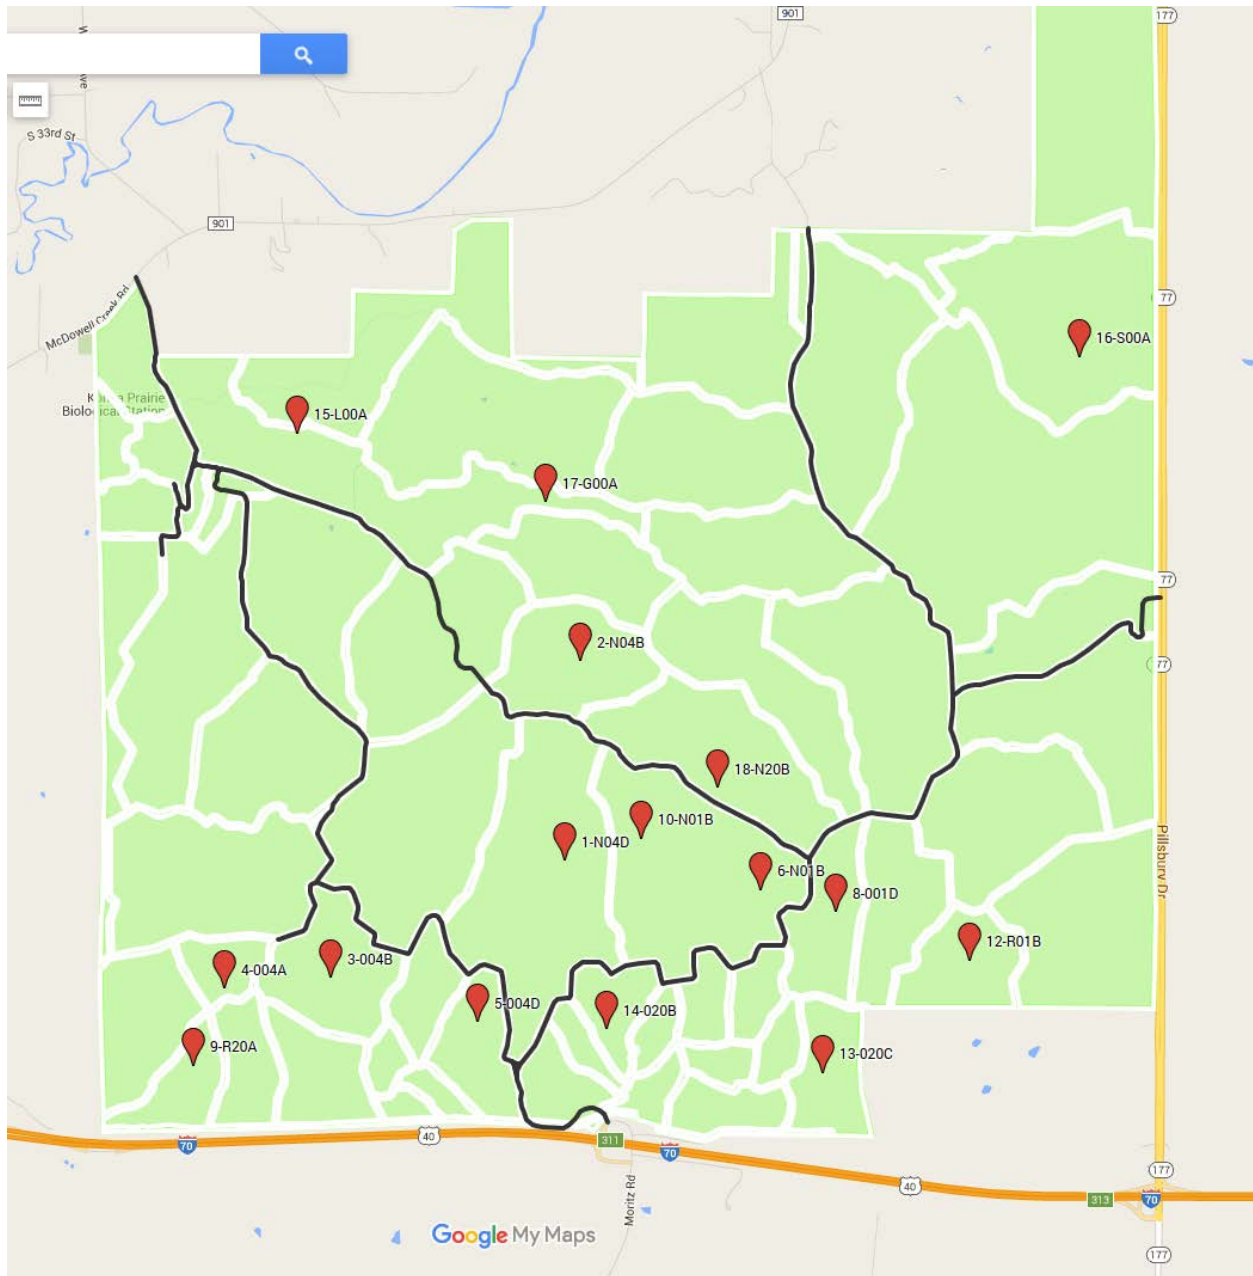 901
177
W
ve
S 33rd St
901
McDowell Creek Rd
77
16-S00A
Prairie
Biological Station
15-L00A
17-G00A
77
2-N04B
77
18-N20B
10-N01B
1-N04D
6-N01B
8-001D
Pillsbury Dr
12-R01B
3-004B
4-004A
5-004D
14-020B
9-R20A
13-020C
70
40
311
70
177
40
313
70
Moritz Rd
Google My Maps
177